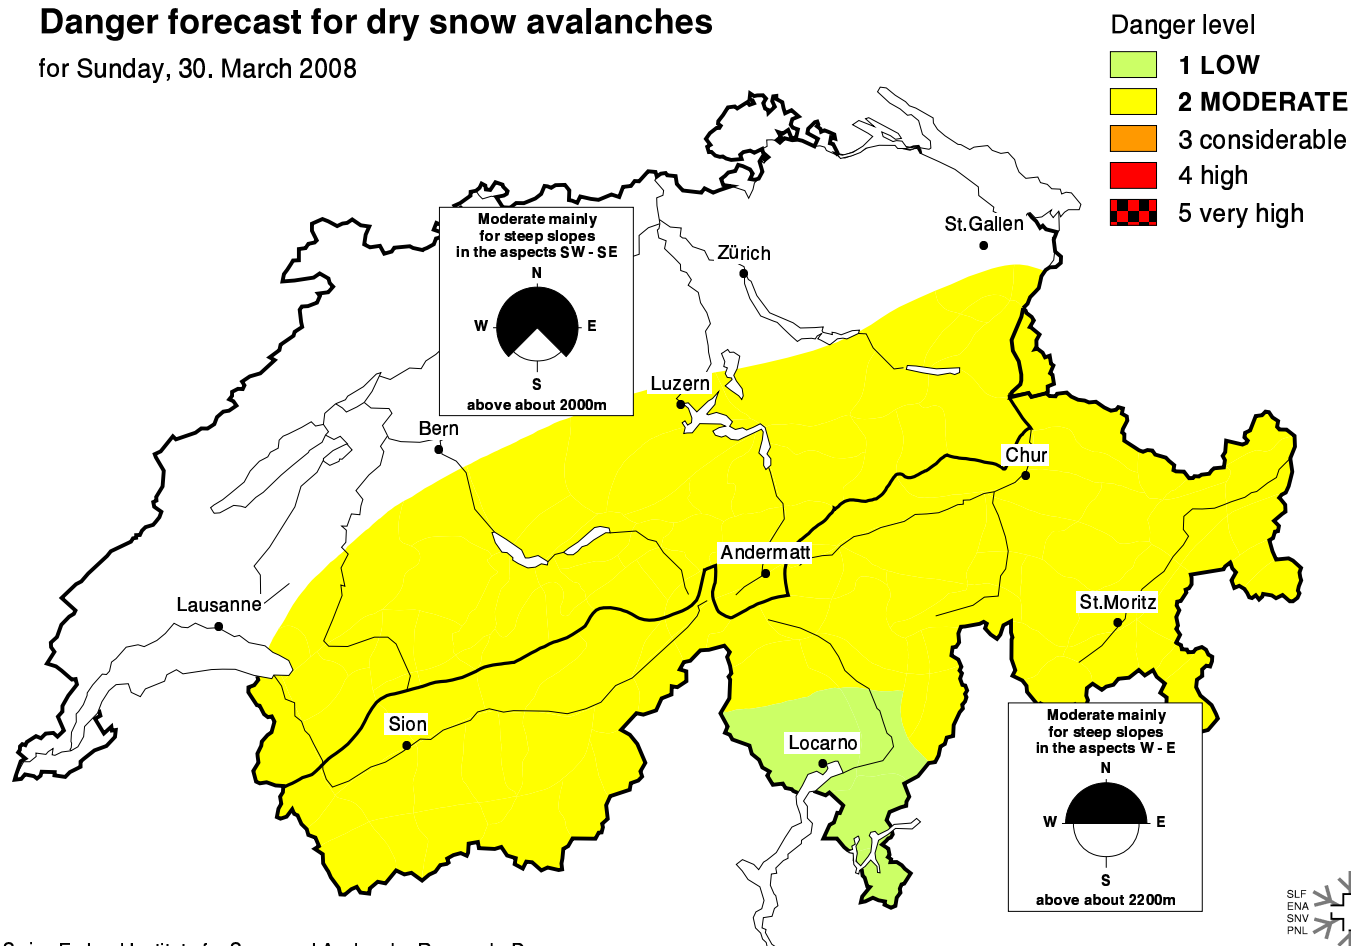 Danger forecast for dry snow avalanches
for Sunday, 30. March 2008
Danger level
1 LOW
2 MODERATE
3 considerable
4 high
5 very high
Moderate mainly
for steep slopes
in the aspects SW - SE
N
W E
S
above about 2000m
St.Gallen
Zürich
Luzern
Bern
Chur
Andermatt
Lausanne
St.Moritz
Sion
Locarno
Moderate mainly
for steep slopes
in the aspects W - E
N
W E
S
above about 2200m
SLF
ENA
SNV
PNL